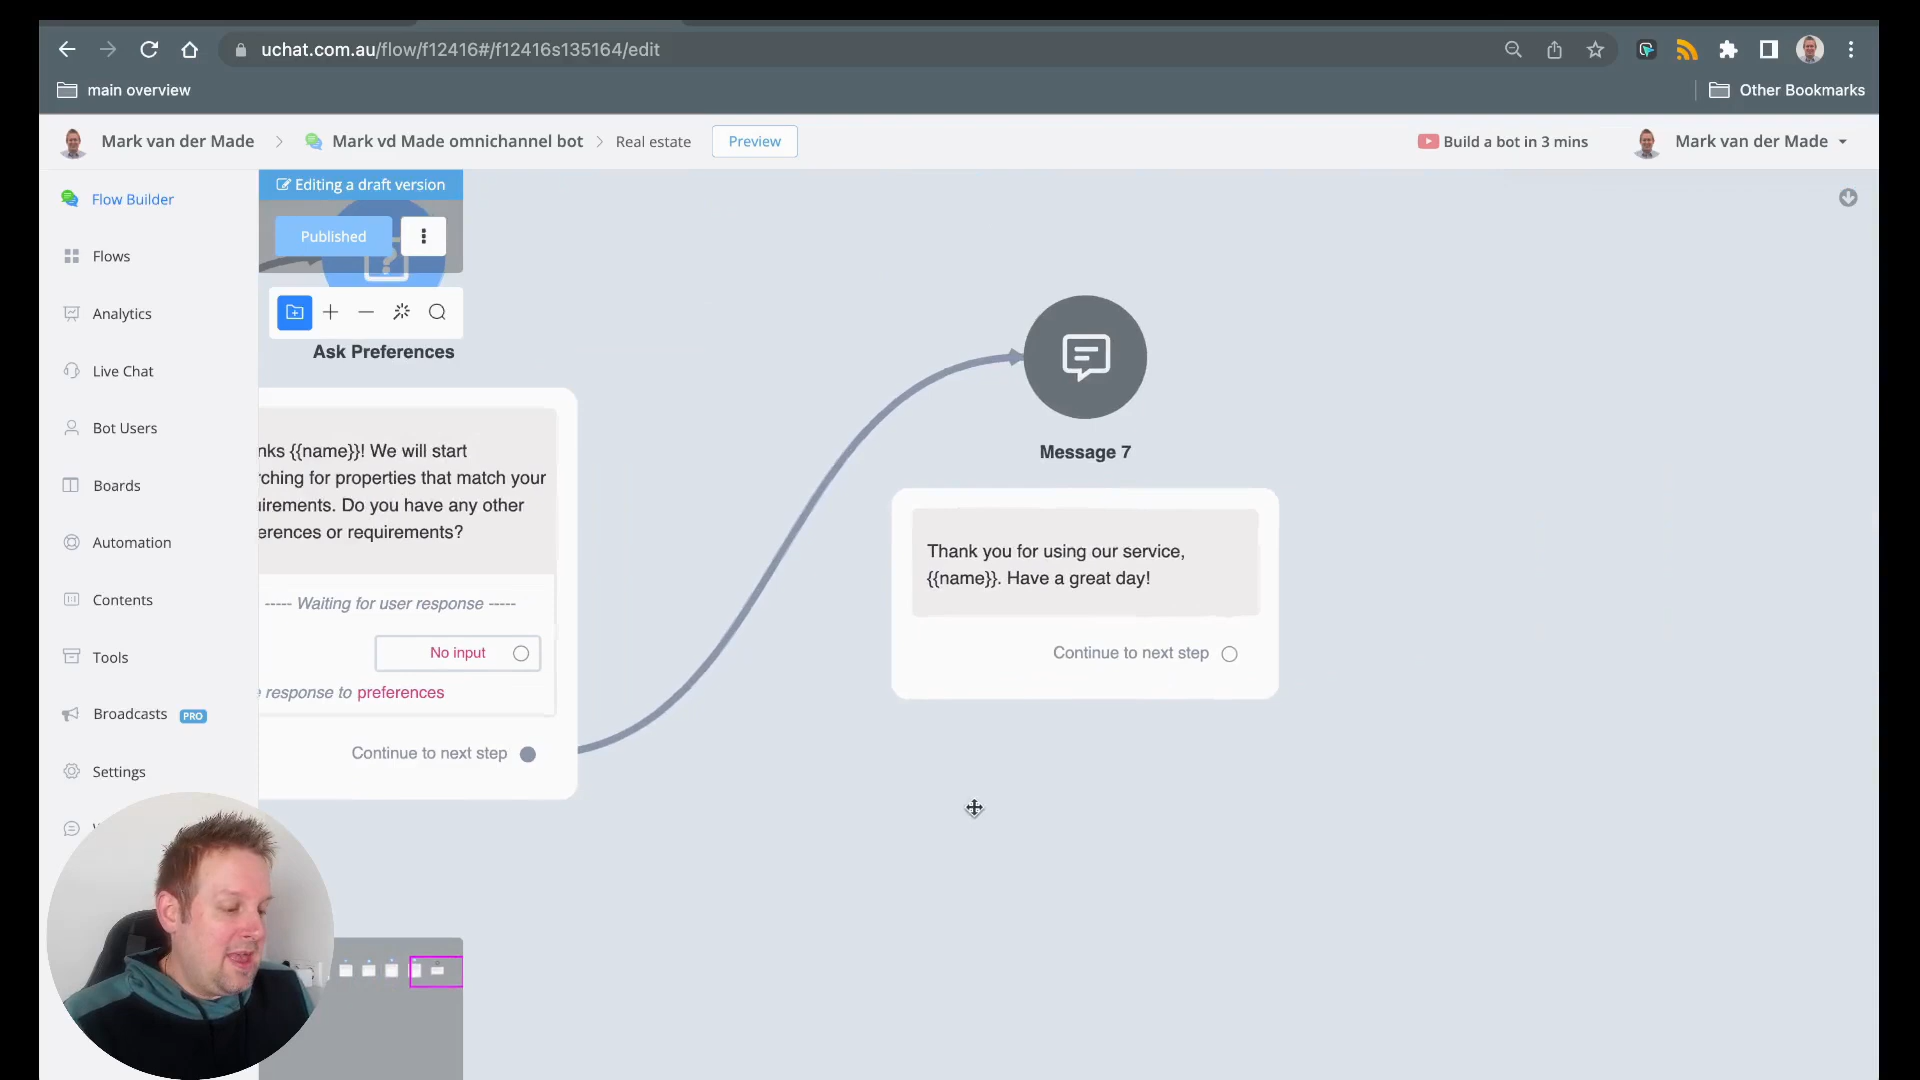 uchat.com.au/flow/f12416#/f12416s135164/edit
main overview
Other Bookmarks
Mark van der Made
Mark vd Made omnichannel bot
Real estate
Preview
Build a bot in 3 mins
Mark van der Made
Flow Builder
Flows
Analytics
Live Chat
Bot Users
Boards
Automation
Contents
Tools
Broadcasts PRO
Settings
Editing a draft version
Published
Ask Preferences
nks {{name}}! We will start
rching for properties that match your
uirements. Do you have any other
erences or requirements?
----- Waiting for user response -----
No input
e response to preferences
Continue to next step
Message 7
Thank you for using our service,
{{name}}. Have a great day!
Continue to next step